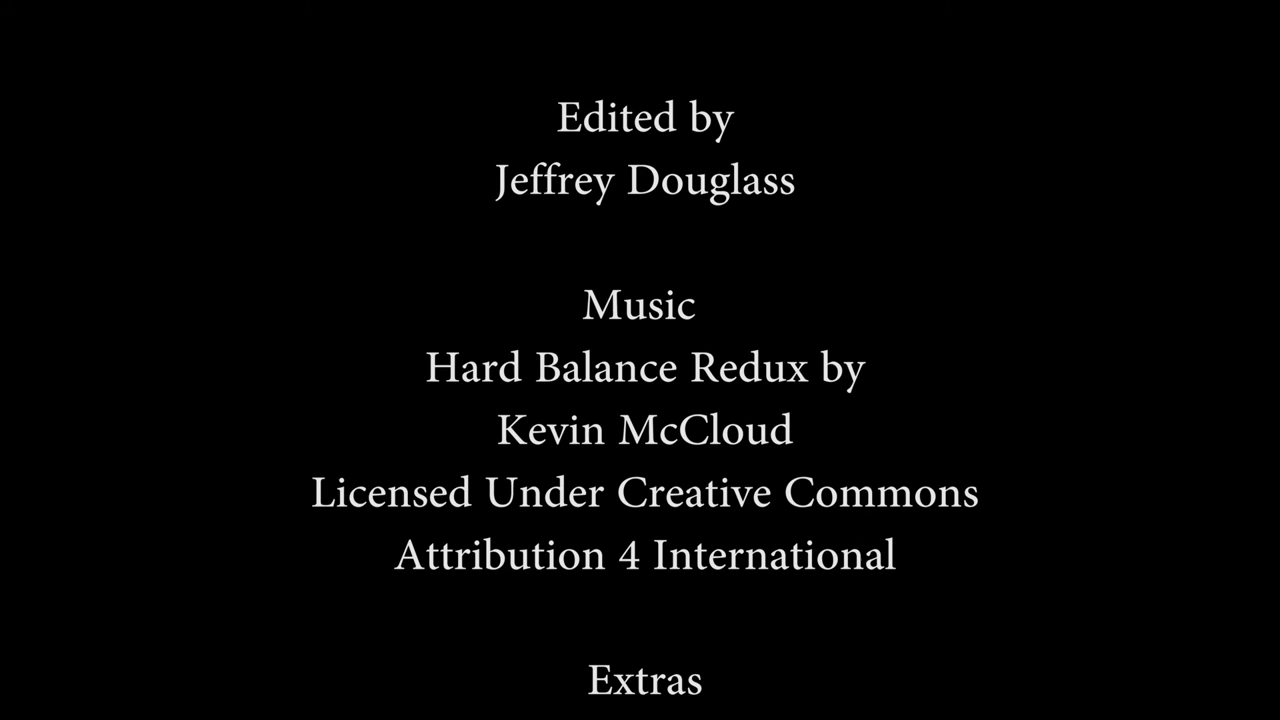 Edited by
Jeffrey Douglass
Music
Hard Balance Redux by
Kevin McCloud
Licensed Under Creative Commons
Attribution 4 International
Extras